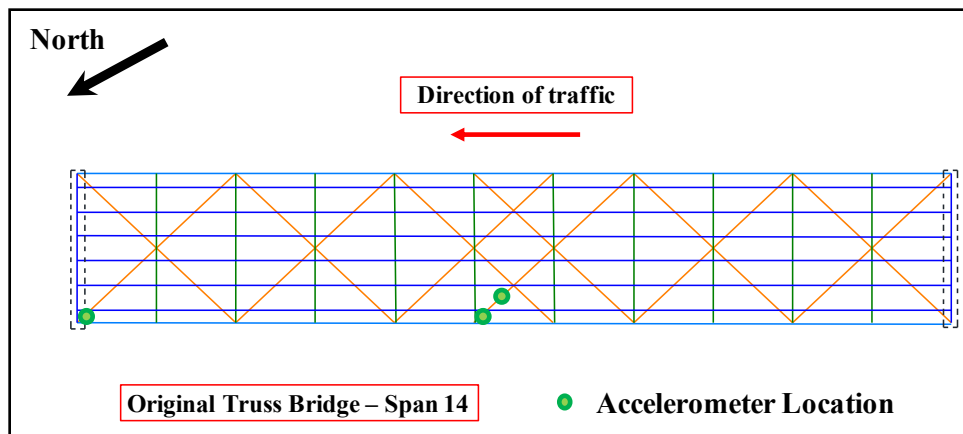 North
Direction of traffic
Original Truss Bridge – Span 14
Accelerometer Location